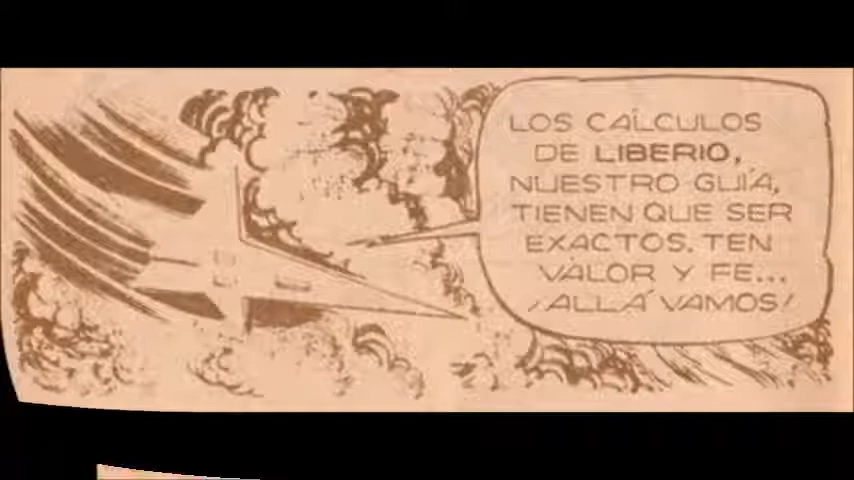 LOS CÁLCULOS
DE LIBERIO,
NUESTRO GUÍA,
TIENEN QUE SER
EXACTOS. TEN
VALOR Y FE...
¡ALLÁ VAMOS!